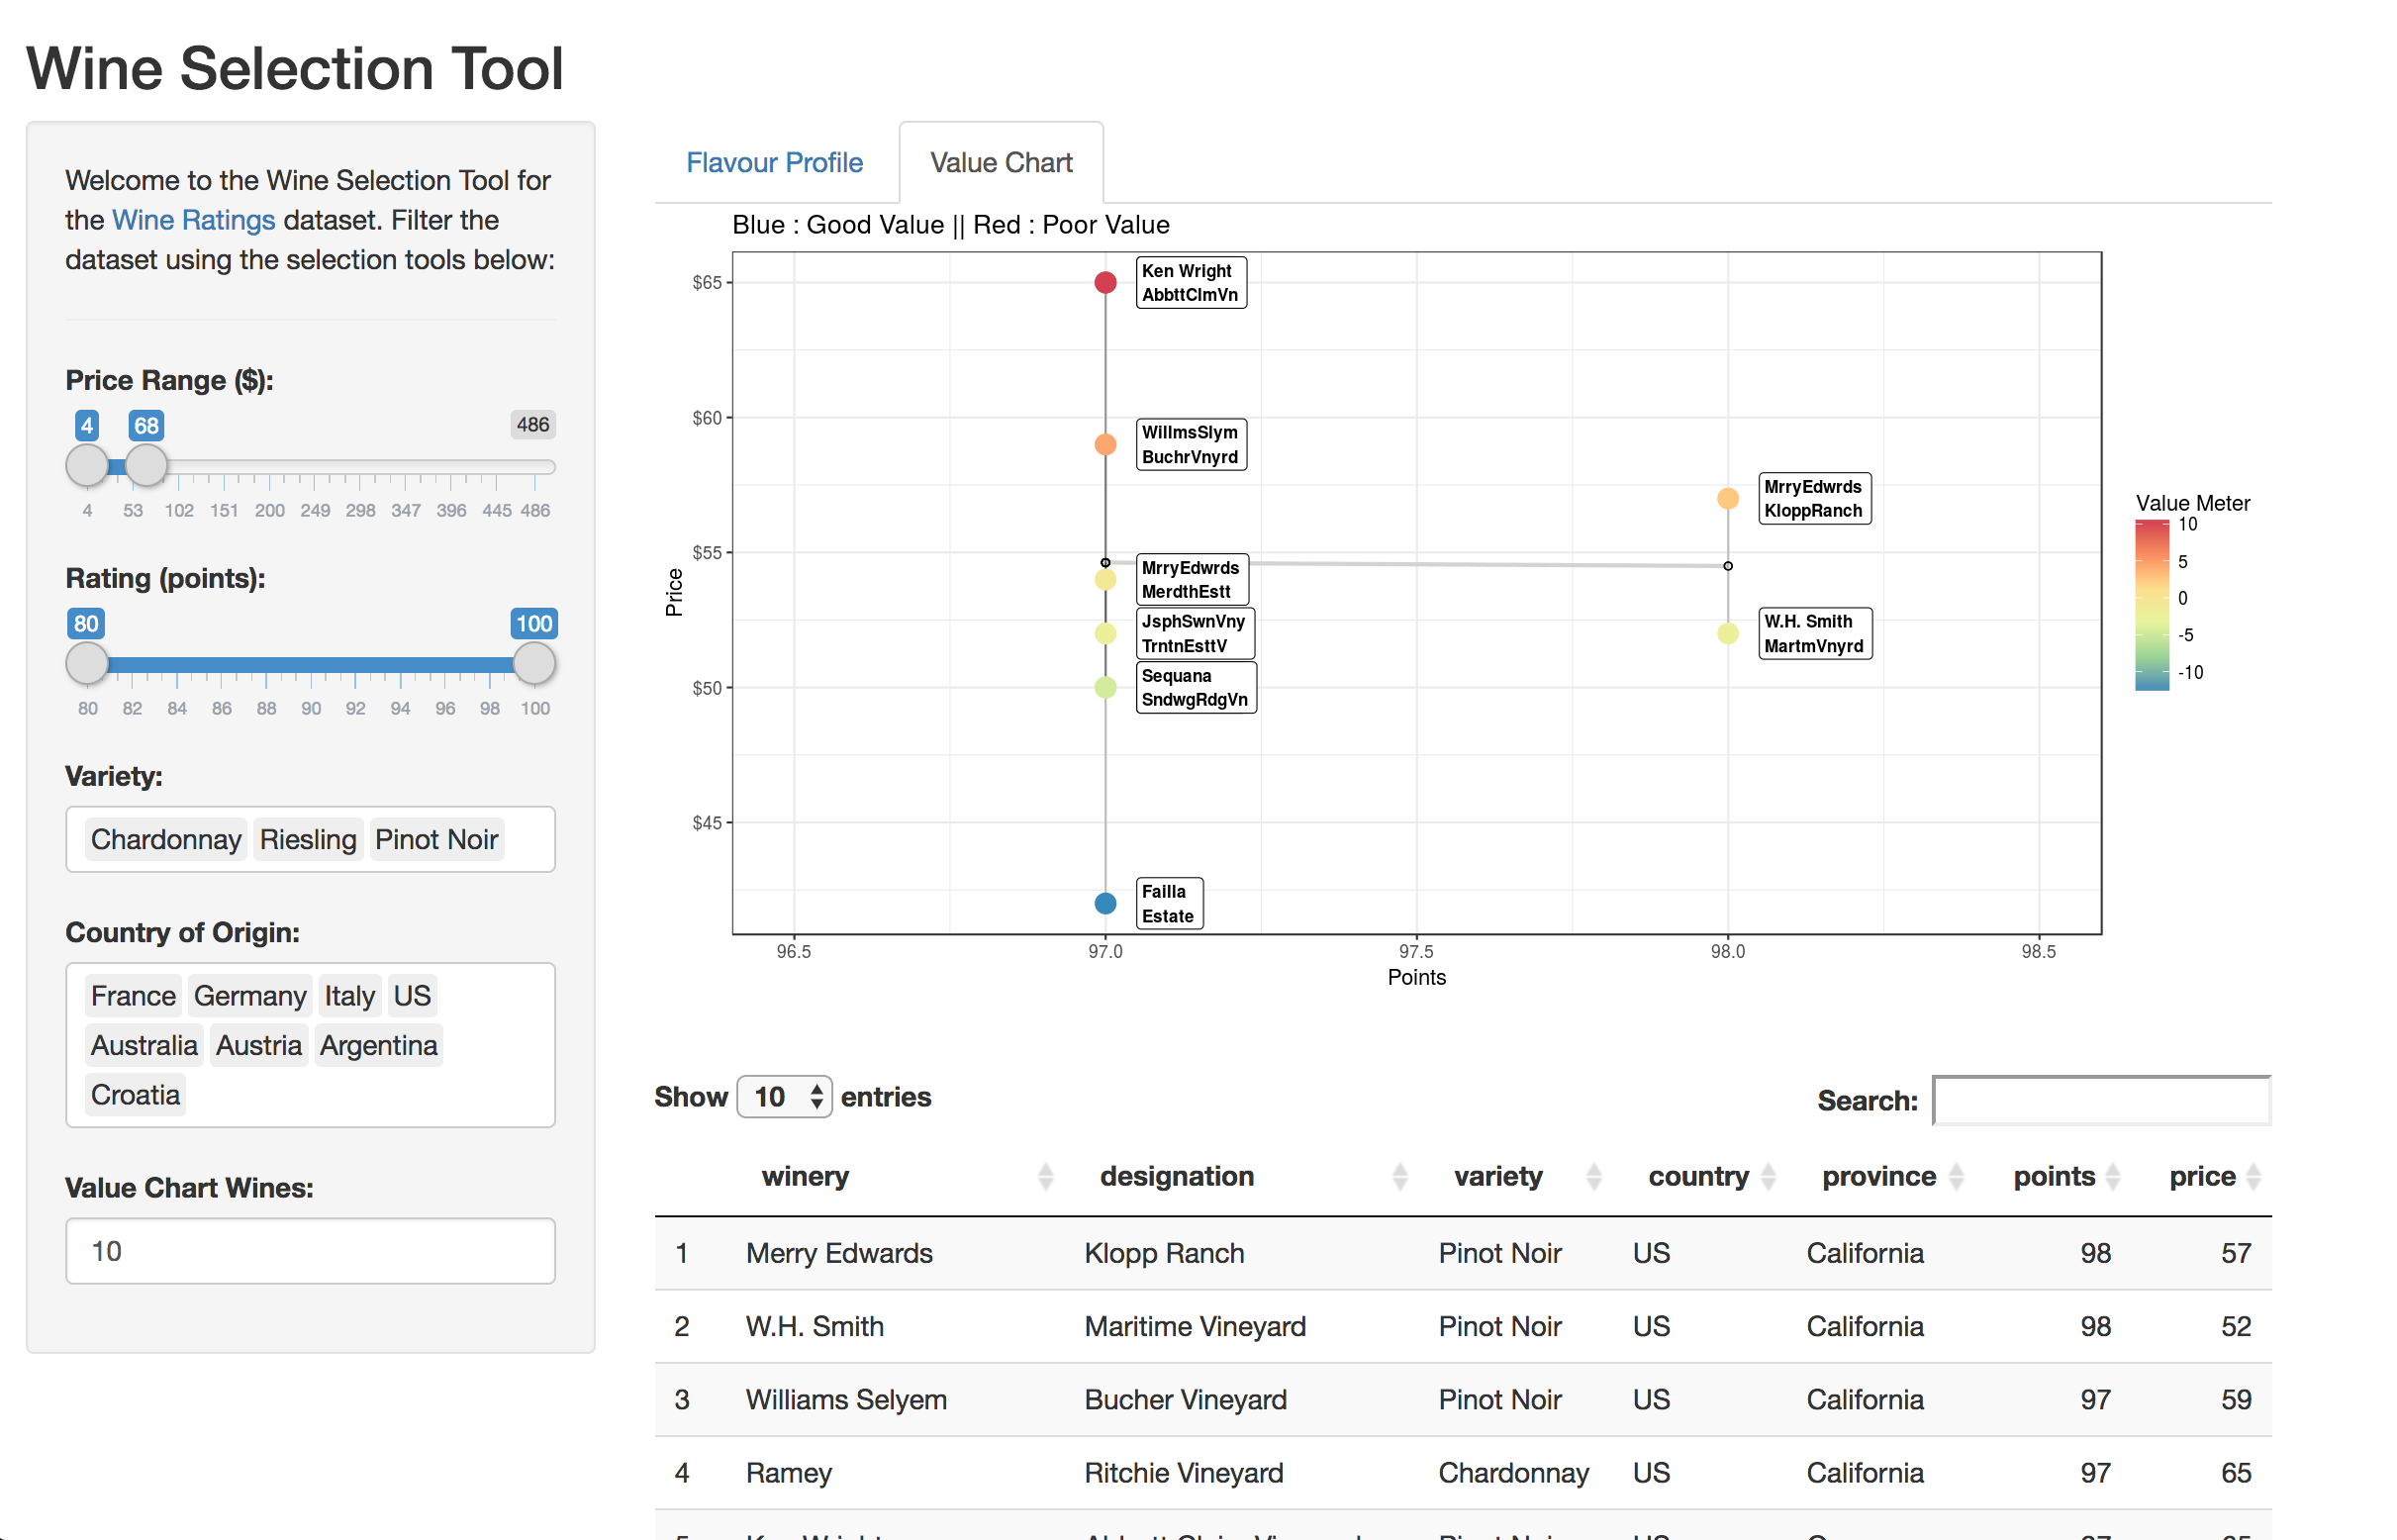 Wine Selection Tool
Welcome to the Wine Selection Tool for
the Wine Ratings dataset. Filter the
dataset using the selection tools below:
Price Range ($):
4 68 486
4 53 102 151 200 249 298 347 396 445 486
Rating (points):
80 100
80 82 84 86 88 90 92 94 96 98 100
Variety:
Chardonnay Riesling Pinot Noir
Country of Origin:
France Germany Italy US
Australia Austria Argentina
Croatia
Value Chart Wines:
10
Flavour Profile Value Chart
Blue : Good Value || Red : Poor Value
$65
$60
$55
$50
$45
Price
Ken Wright
AbbttClmVn
WillmsSlym
BuchrVnyrd
MrryEdwrds
MerdthEstt
JsphSwnVny
TrntnEsttV
Sequana
SndwgRdgVn
Failla
Estate
MrryEdwrds
KloppRanch
W.H. Smith
MartmVnyrd
96.5 97.0 97.5 98.0 98.5
Points
Value Meter
10
5
0
-5
-10
Show 10 entries
Search:
winery designation variety country province points price
1 Merry Edwards Klopp Ranch Pinot Noir US California 98 57
2 W.H. Smith Maritime Vineyard Pinot Noir US California 98 52
3 Williams Selyem Bucher Vineyard Pinot Noir US California 97 59
4 Ramey Ritchie Vineyard Chardonnay US California 97 65